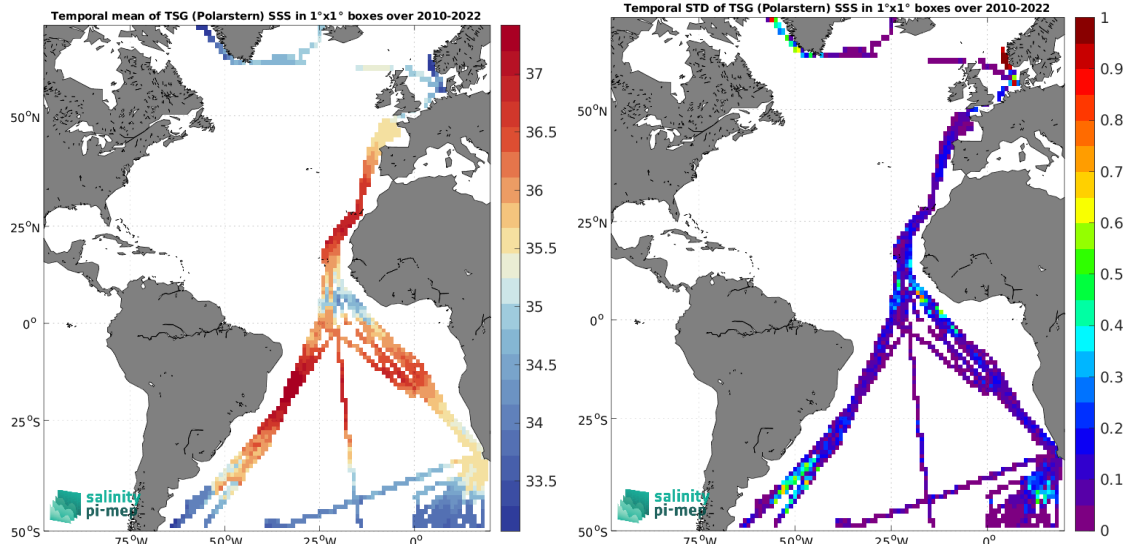 Temporal mean of TSG (Polarstern) SSS in 1°x1° boxes over 2010-2022
50°N
25°N
0°
25°S
50°S
75°W
50°W
25°W
0°
37
36.5
36
35.5
35
34.5
34
33.5
salinity
pi-mep
Temporal STD of TSG (Polarstern) SSS in 1°x1° boxes over 2010-2022
50°N
25°N
0°
25°S
50°S
75°W
50°W
25°W
0°
1
0.9
0.8
0.7
0.6
0.5
0.4
0.3
0.2
0.1
0
salinity
pi-mep